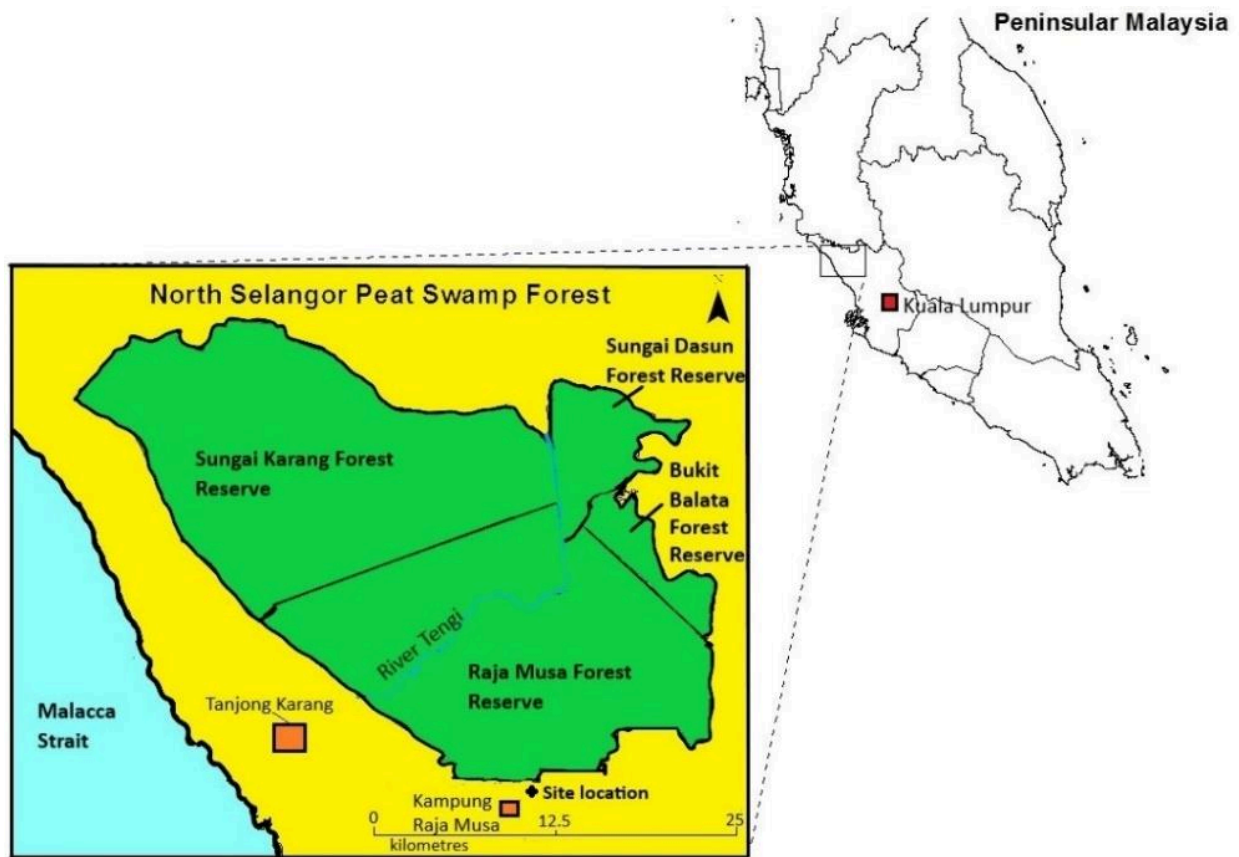 Peninsular Malaysia
Kuala Lumpur
North Selangor Peat Swamp Forest
N
Sungai Dasun
Forest Reserve
Sungai Karang Forest
Reserve
Bukit
Balata
Forest
Reserve
River Tengi
Raja Musa Forest
Reserve
Tanjong Karang
Malacca
Strait
Site location
Kampung
Raja Musa
0
12.5
25
kilometres